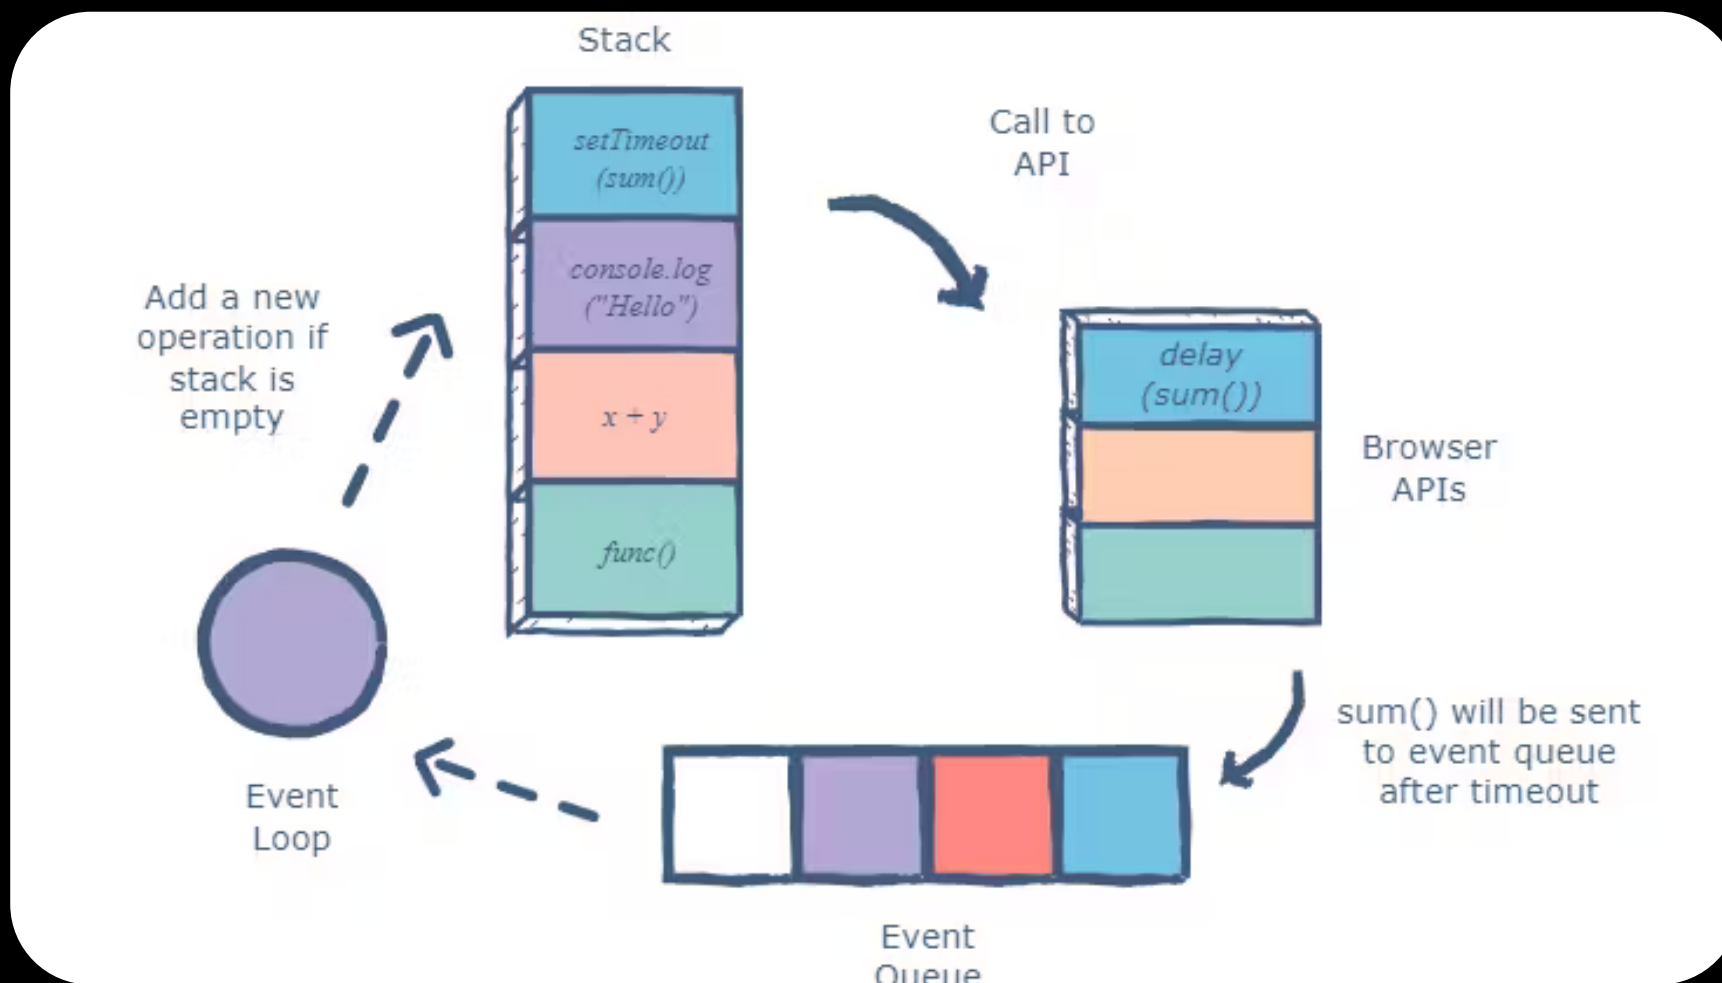 Stack
setTimeout
(sum())
console.log
("Hello")
x + y
func()
Call to
API
delay
(sum())
Browser
APIs
Add a new
operation if
stack is
empty
Event
Loop
sum() will be sent
to event queue
after timeout
Event
Queue